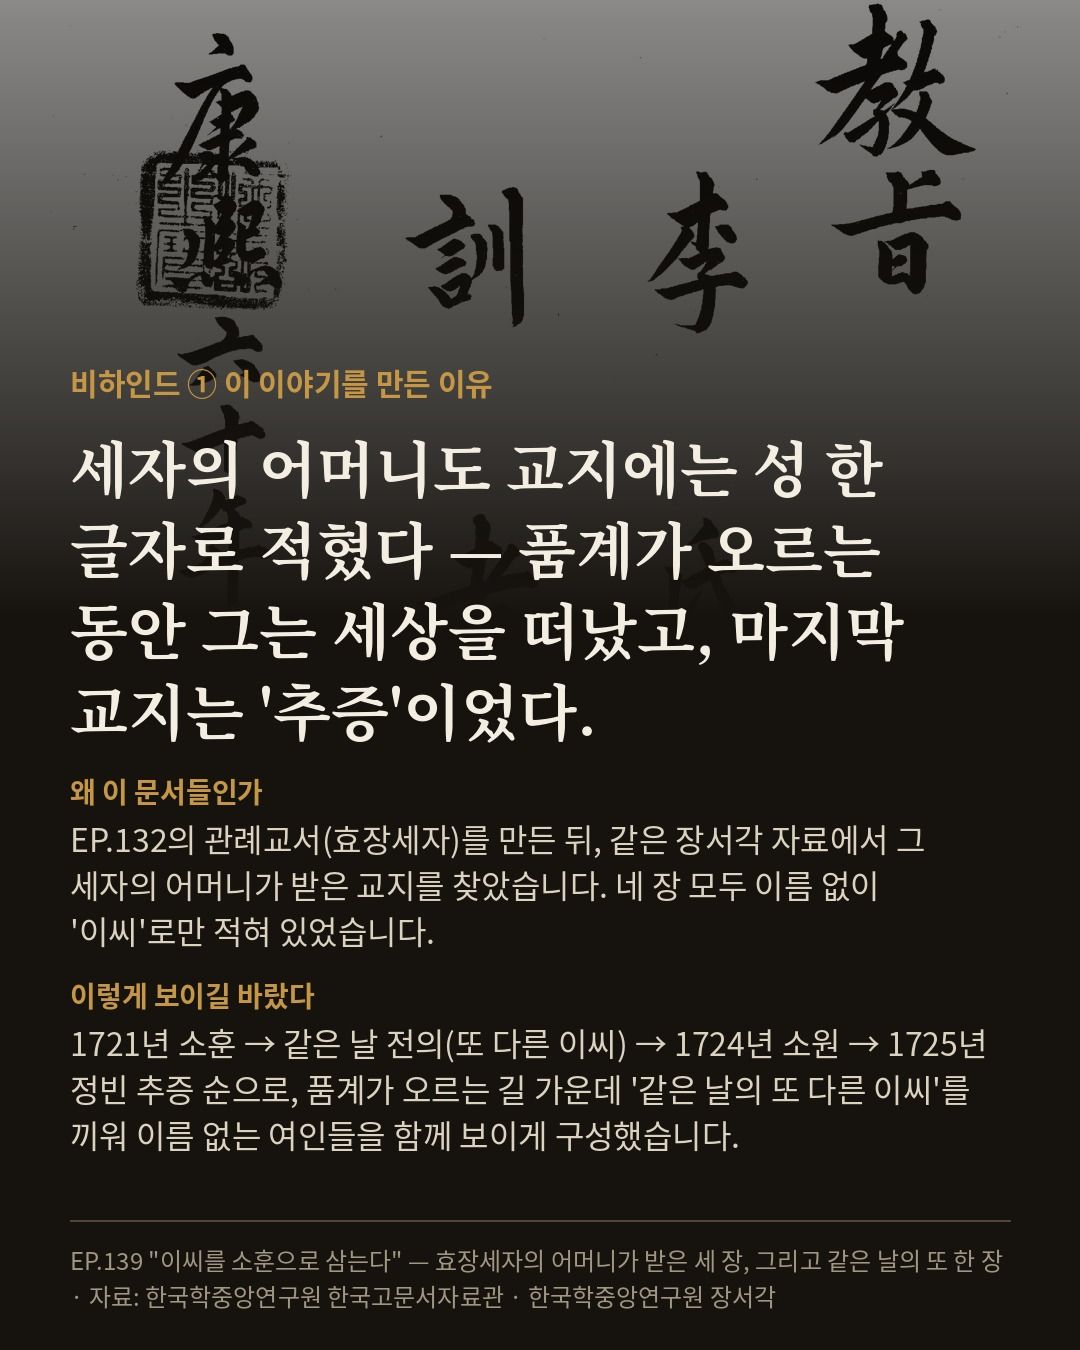 教旨
李
氏
訓
康熙六十年
비하인드 ① 이 이야기를 만든 이유
세자의 어머니도 교지에는 성 한
글자로 적혔다 — 품계가 오르는
동안 그는 세상을 떠났고, 마지막
교지는 '추증'이었다.
왜 이 문서들인가
EP.132의 관례교서(효장세자)를 만든 뒤, 같은 장서각 자료에서 그
세자의 어머니가 받은 교지를 찾았습니다. 네 장 모두 이름 없이
'이씨'로만 적혀 있었습니다.
이렇게 보이길 바랐다
1721년 소훈 → 같은 날 전의(또 다른 이씨) → 1724년 소원 → 1725년
정빈 추증 순으로, 품계가 오르는 길 가운데 '같은 날의 또 다른 이씨'를
끼워 이름 없는 여인들을 함께 보이게 구성했습니다.
EP.139 "이씨를 소훈으로 삼는다" — 효장세자의 어머니가 받은 세 장, 그리고 같은 날의 또 한 장
· 자료: 한국학중앙연구원 한국고문서자료관 · 한국학중앙연구원 장서각